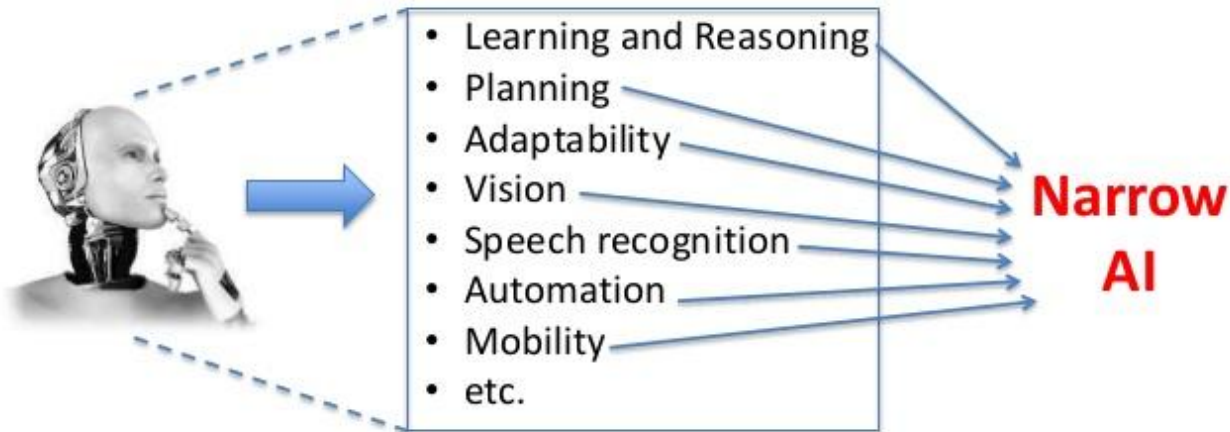 • Learning and Reasoning
• Planning
• Adaptability
• Vision
• Speech recognition
• Automation
• Mobility
• etc.
Narrow
AI